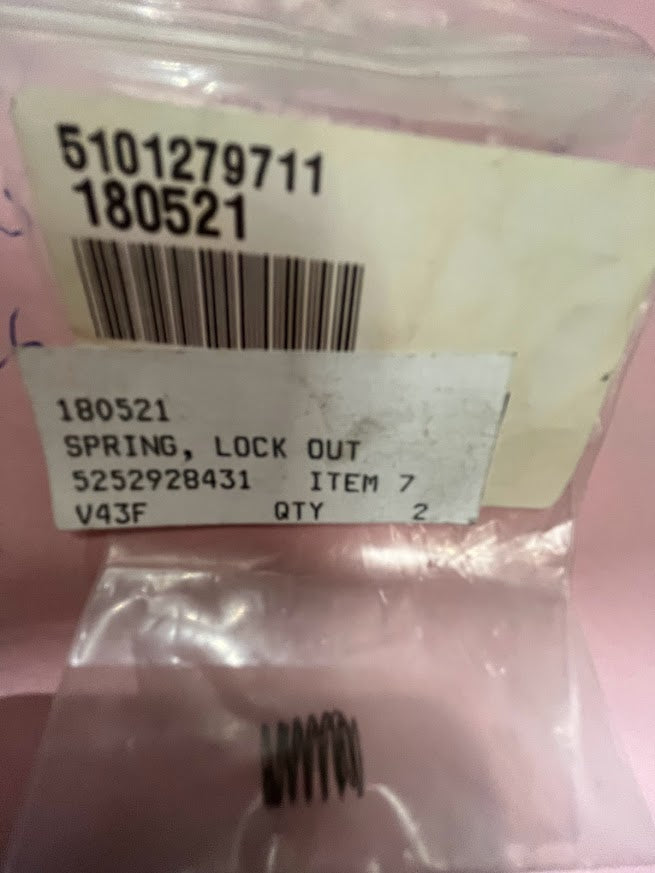 5101279711
180521
180521
SPRING, LOCK OUT
5252928431 ITEM 7
V43F QTY 2